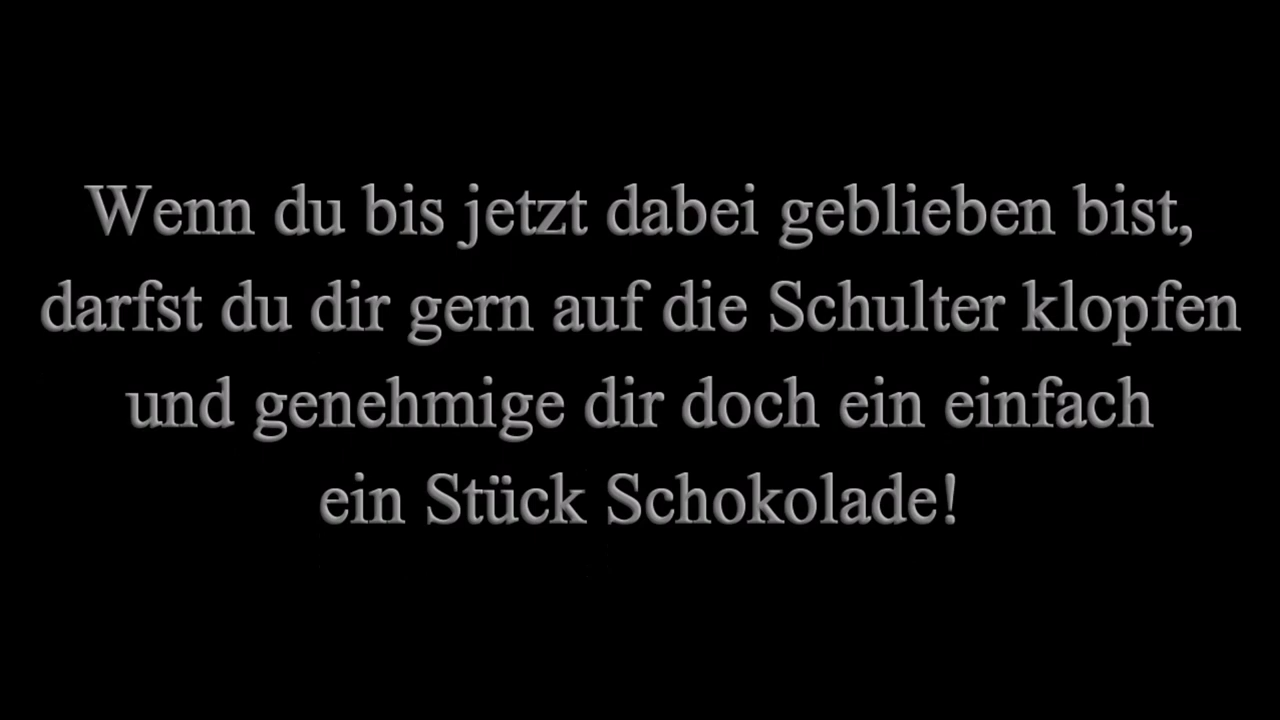 Wenn du bis jetzt dabei geblieben bist,
darfst du dir gern auf die Schulter klopfen
und genehmige dir doch ein einfach
ein Stück Schokolade!